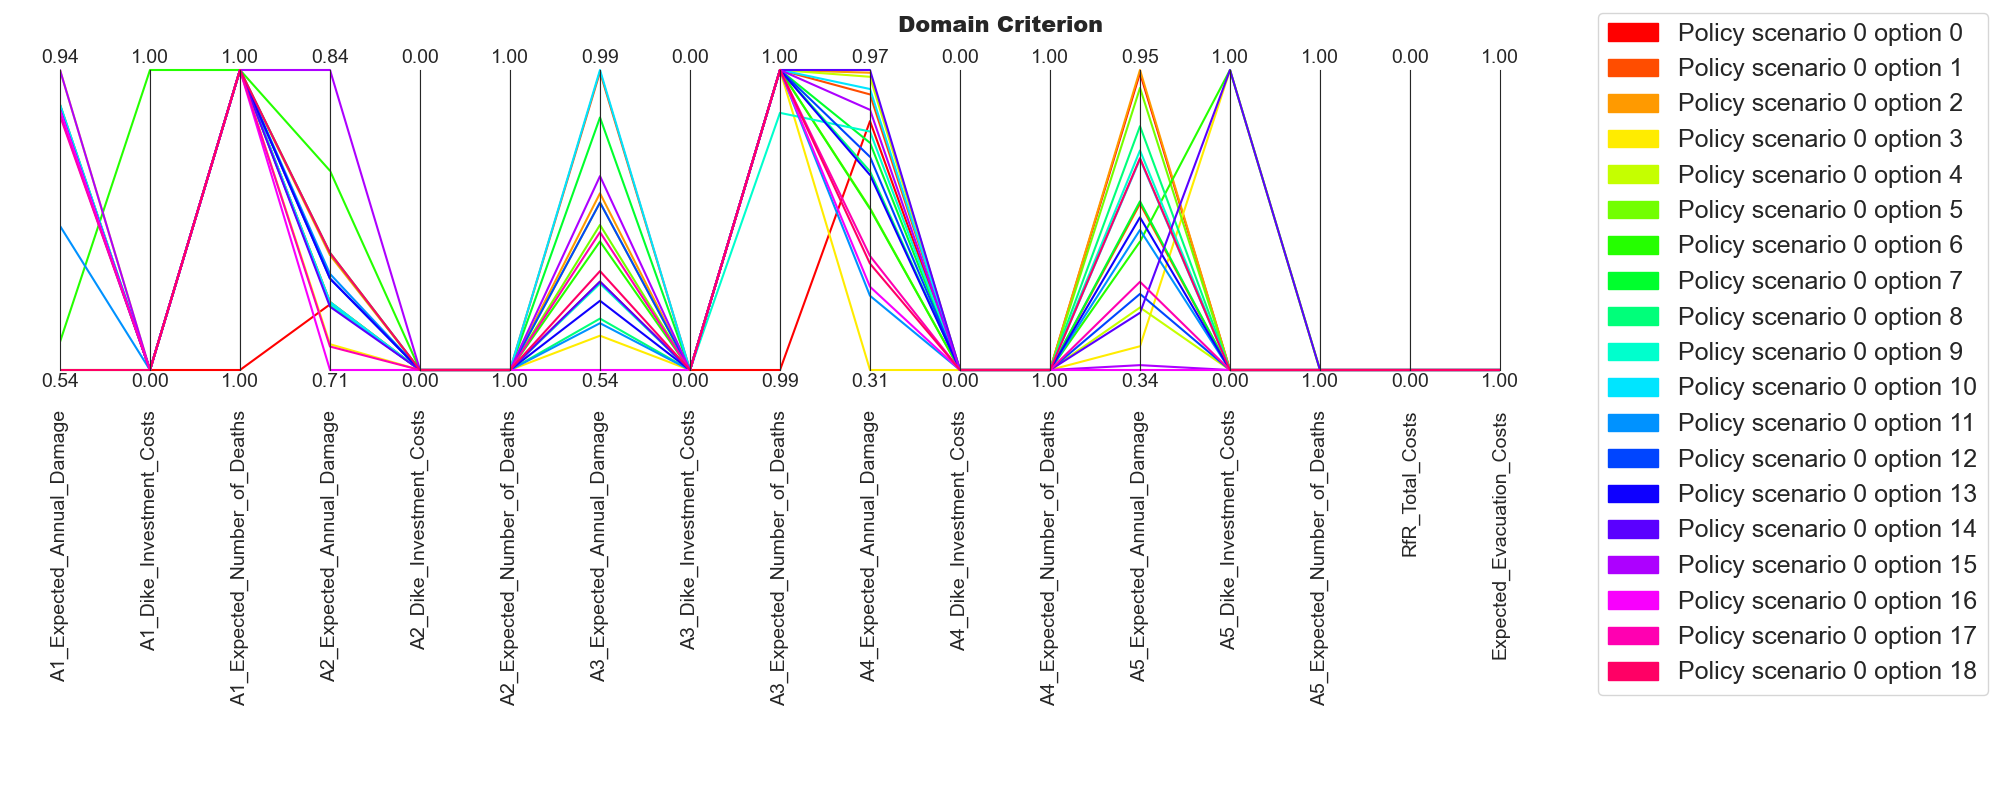 Domain Criterion
0.94 1.00 1.00 0.84 0.00 1.00 0.99 0.00 1.00 0.97 0.00 1.00 0.95 1.00 1.00 0.00 1.00
0.54 0.00 1.00 0.71 0.00 1.00 0.54 0.00 0.99 0.31 0.00 1.00 0.34 0.00 1.00 0.00 1.00
A1_Expected_Annual_Damage
A1_Dike_Investment_Costs
A1_Expected_Number_of_Deaths
A2_Expected_Annual_Damage
A2_Dike_Investment_Costs
A2_Expected_Number_of_Deaths
A3_Expected_Annual_Damage
A3_Dike_Investment_Costs
A3_Expected_Number_of_Deaths
A4_Expected_Annual_Damage
A4_Dike_Investment_Costs
A4_Expected_Number_of_Deaths
A5_Expected_Annual_Damage
A5_Dike_Investment_Costs
A5_Expected_Number_of_Deaths
RfR_Total_Costs
Expected_Evacuation_Costs
Policy scenario 0 option 0
Policy scenario 0 option 1
Policy scenario 0 option 2
Policy scenario 0 option 3
Policy scenario 0 option 4
Policy scenario 0 option 5
Policy scenario 0 option 6
Policy scenario 0 option 7
Policy scenario 0 option 8
Policy scenario 0 option 9
Policy scenario 0 option 10
Policy scenario 0 option 11
Policy scenario 0 option 12
Policy scenario 0 option 13
Policy scenario 0 option 14
Policy scenario 0 option 15
Policy scenario 0 option 16
Policy scenario 0 option 17
Policy scenario 0 option 18